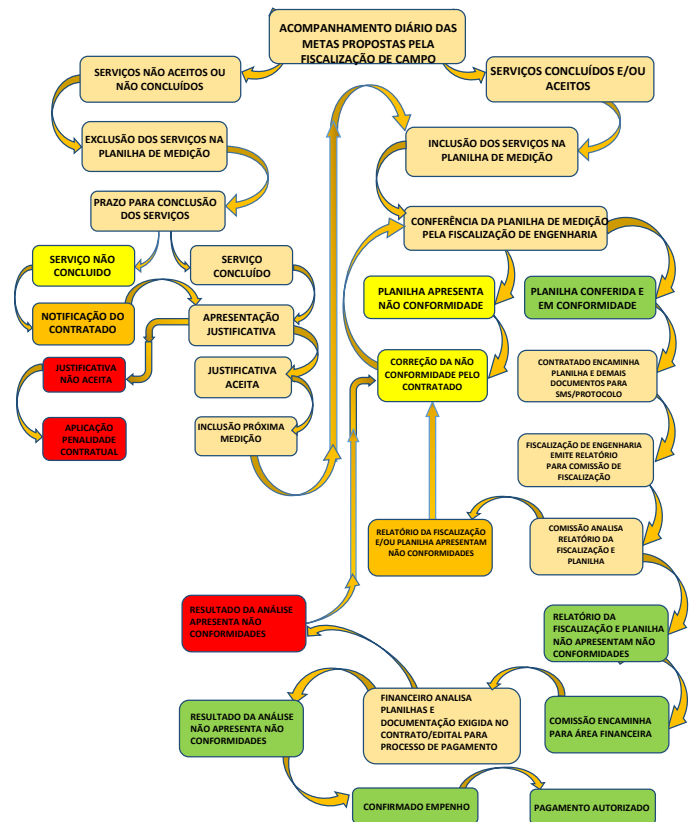 ACOMPANHAMENTO DIÁRIO DAS
METAS PROPOSTAS PELA
FISCALIZAÇÃO DE CAMPO
SERVIÇOS NÃO ACEITOS OU
NÃO CONCLUÍDOS
SERVIÇOS CONCLUÍDOS E/OU
ACEITOS
EXCLUSÃO DOS SERVIÇOS NA
PLANILHA DE MEDIÇÃO
INCLUSÃO DOS SERVIÇOS NA
PLANILHA DE MEDIÇÃO
PRAZO PARA CONCLUSÃO
DOS SERVIÇOS
CONFERÊNCIA DA PLANILHA DE MEDIÇÃO
PELA FISCALIZAÇÃO DE ENGENHARIA
SERVIÇO NÃO
CONCLUIDO
SERVIÇO
CONCLUÍDO
PLANILHA APRESENTA
NÃO CONFORMIDADE
PLANILHA CONFERIDA E
EM CONFORMIDADE
NOTIFICAÇÃO DO
CONTRATADO
APRESENTAÇÃO
JUSTIFICATIVA
JUSTIFICATIVA
NÃO ACEITA
JUSTIFICATIVA
ACEITA
CORREÇÃO DA NÃO
CONFORMIDADE PELO
CONTRATADO
CONTRATADO ENCAMINHA
PLANILHA E DEMAIS
DOCUMENTOS PARA
SMS/PROTOCOLO
APLICAÇÃO
PENALIDADE
CONTRATUAL
INCLUSÃO PRÓXIMA
MEDIÇÃO
FISCALIZAÇÃO DE ENGENHARIA
EMITE RELATÓRIO
PARA COMISSÃO DE
FISCALIZAÇÃO
RELATÓRIO DA FISCALIZAÇÃO
E/OU PLANILHA APRESENTAM
NÃO CONFORMIDADES
COMISSÃO ANALISA
RELATÓRIO DA
FISCALIZAÇÃO E
PLANILHA
RESULTADO DA ANÁLISE
APRESENTA NÃO
CONFORMIDADES
RELATÓRIO DA
FISCALIZAÇÃO E PLANILHA
NÃO APRESENTAM NÃO
CONFORMIDADES
RESULTADO DA ANÁLISE
NÃO APRESENTA NÃO
CONFORMIDADES
FINANCEIRO ANALISA
PLANILHAS E
DOCUMENTAÇÃO EXIGIDA NO
CONTRATO/EDITAL PARA
PROCESSO DE PAGAMENTO
COMISSÃO ENCAMINHA
PARA ÁREA FINANCEIRA
CONFIRMADO EMPENHO
PAGAMENTO AUTORIZADO